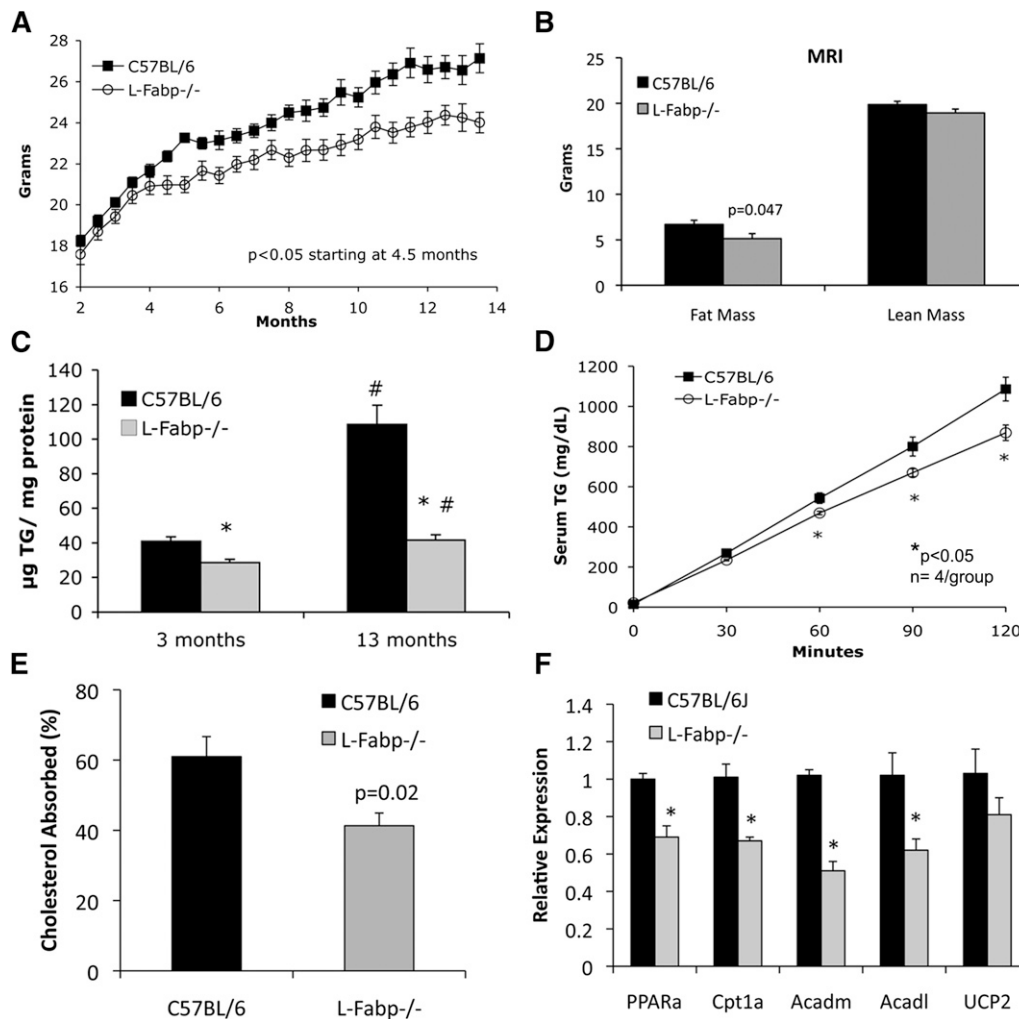 A
28
26
24
22
20
18
16
Grams
C57BL/6
L-Fabp-/-
p<0.05 starting at 4.5 months
2
4
6
8
10
12
14
Months
B
MRI
25
20
15
10
5
0
Grams
C57BL/6
L-Fabp-/-
p=0.047
Fat Mass
Lean Mass
C
140
120
100
80
60
40
20
0
µg TG/ mg protein
C57BL/6
L-Fabp-/-
*
#
* #
3 months
13 months
D
1200
1000
800
600
400
200
0
Serum TG (mg/dL)
C57BL/6
L-Fabp-/-
*
*
*
*
p<0.05
n= 4/group
0
30
60
90
120
Minutes
E
80
60
40
20
0
Cholesterol Absorbed (%)
C57BL/6
L-Fabp-/-
p=0.02
C57BL/6
L-Fabp-/-
F
1.4
1.2
1
0.8
0.6
0.4
0.2
0
Relative Expression
C57BL/6J
L-Fabp-/-
*
*
*
*
PPARa
Cpt1a
Acadm
Acadl
UCP2